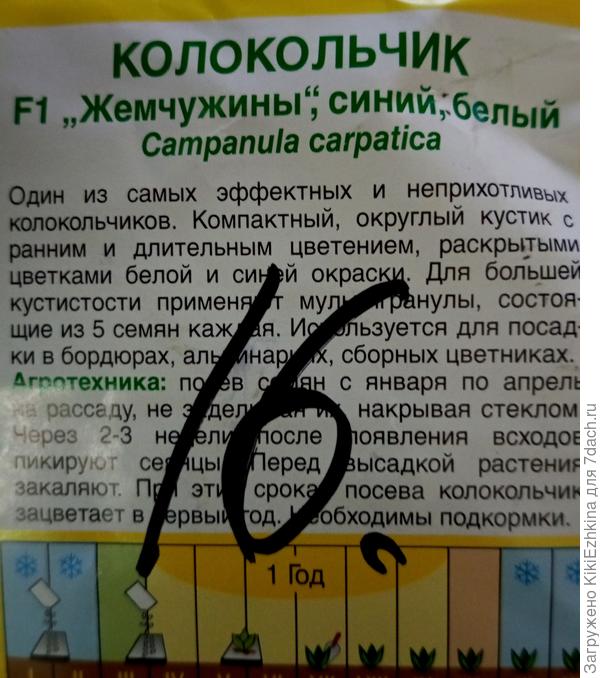 КОЛОКОЛЬЧИК
F1 „Жемчужины“, синий, белый
Campanula carpatica
Один из самых эффектных и неприхотливых
колокольчиков. Компактный, округлый кустик с
ранним и длительным цветением, раскрытыми
цветками белой и синей окраски. Для большей
кустистости применяют мультигранулы, состоя-
щие из 5 семян каждая. Используется для посад-
ки в бордюрах, альпинариях, сборных цветниках.
Агротехника: посев семян с января по апрель
на рассаду, не заделывая их, накрывая стеклом
Через 2-3 недели после появления всходов
пикируют сеянцы. Перед высадкой растения
закаляют. При этих сроках посева колокольчик
зацветает в первый год. Необходимы подкормки.
16
1 Год
I II III IV V
Загружено KikiEzhkina для 7dach.ru